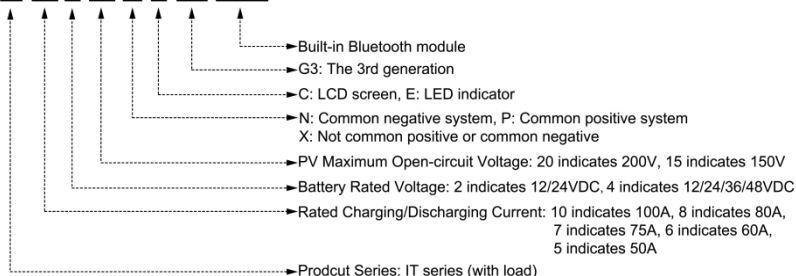 Built-in Bluetooth module
G3: The 3rd generation
C: LCD screen, E: LED indicator
N: Common negative system, P: Common positive system
X: Not common positive or common negative
PV Maximum Open-circuit Voltage: 20 indicates 200V, 15 indicates 150V
Battery Rated Voltage: 2 indicates 12/24VDC, 4 indicates 12/24/36/48VDC
Rated Charging/Discharging Current: 10 indicates 100A, 8 indicates 80A,
7 indicates 75A, 6 indicates 60A,
5 indicates 50A
Prodcut Series: IT series (with load)